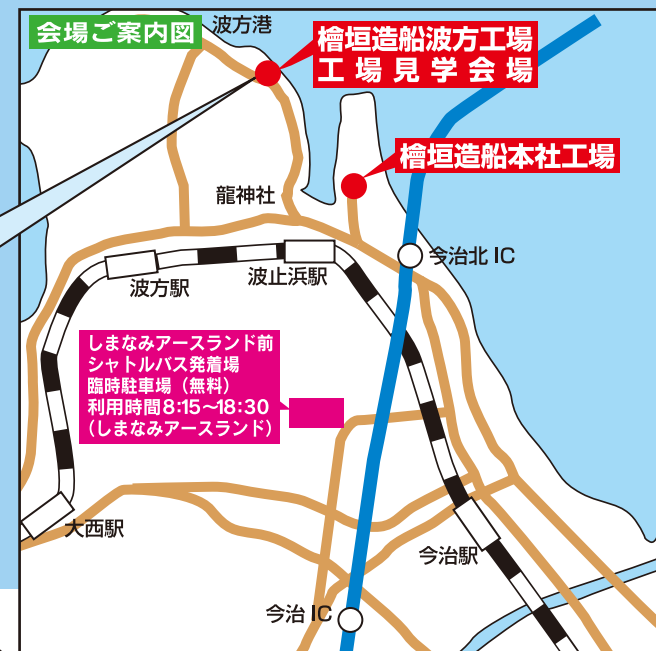 会場ご案内図
波方港
檜垣造船波方工場
工場見学会場
檜垣造船本社工場
龍神社
今治北IC
波方駅
波止浜駅
しまなみアースランド前
シャトルバス発着場
臨時駐車場（無料）
利用時間8:15～18:30
（しまなみアースランド）
大西駅
今治駅
今治IC